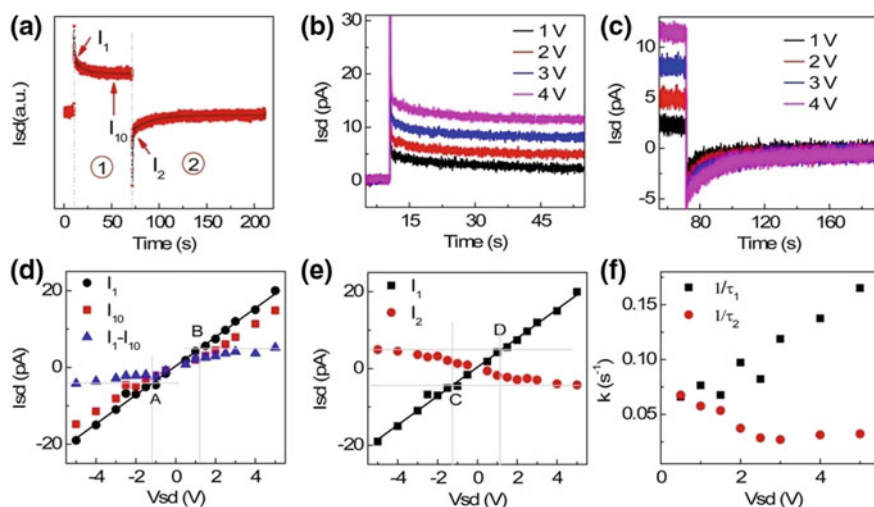 (a)
Isd(a.u.)
I1
I10
I2
① ②
0 50 100 150 200
Time (s)
(b)
Isd (pA)
30
20
10
0
1 V
2 V
3 V
4 V
15 30 45
Time (s)
(c)
Isd (pA)
10
5
0
-5
1 V
2 V
3 V
4 V
80 120 160
Time (s)
(d)
Isd (pA)
20
0
-20
I1
I10
I1-I10
B
A
-4 -2 0 2 4
Vsd (V)
(e)
Isd (pA)
20
0
-20
I1
I2
D
C
-4 -2 0 2 4
Vsd (V)
(f)
k (s-1)
0.15
0.10
0.05
1/τ1
1/τ2
0 2 4
Vsd (V)